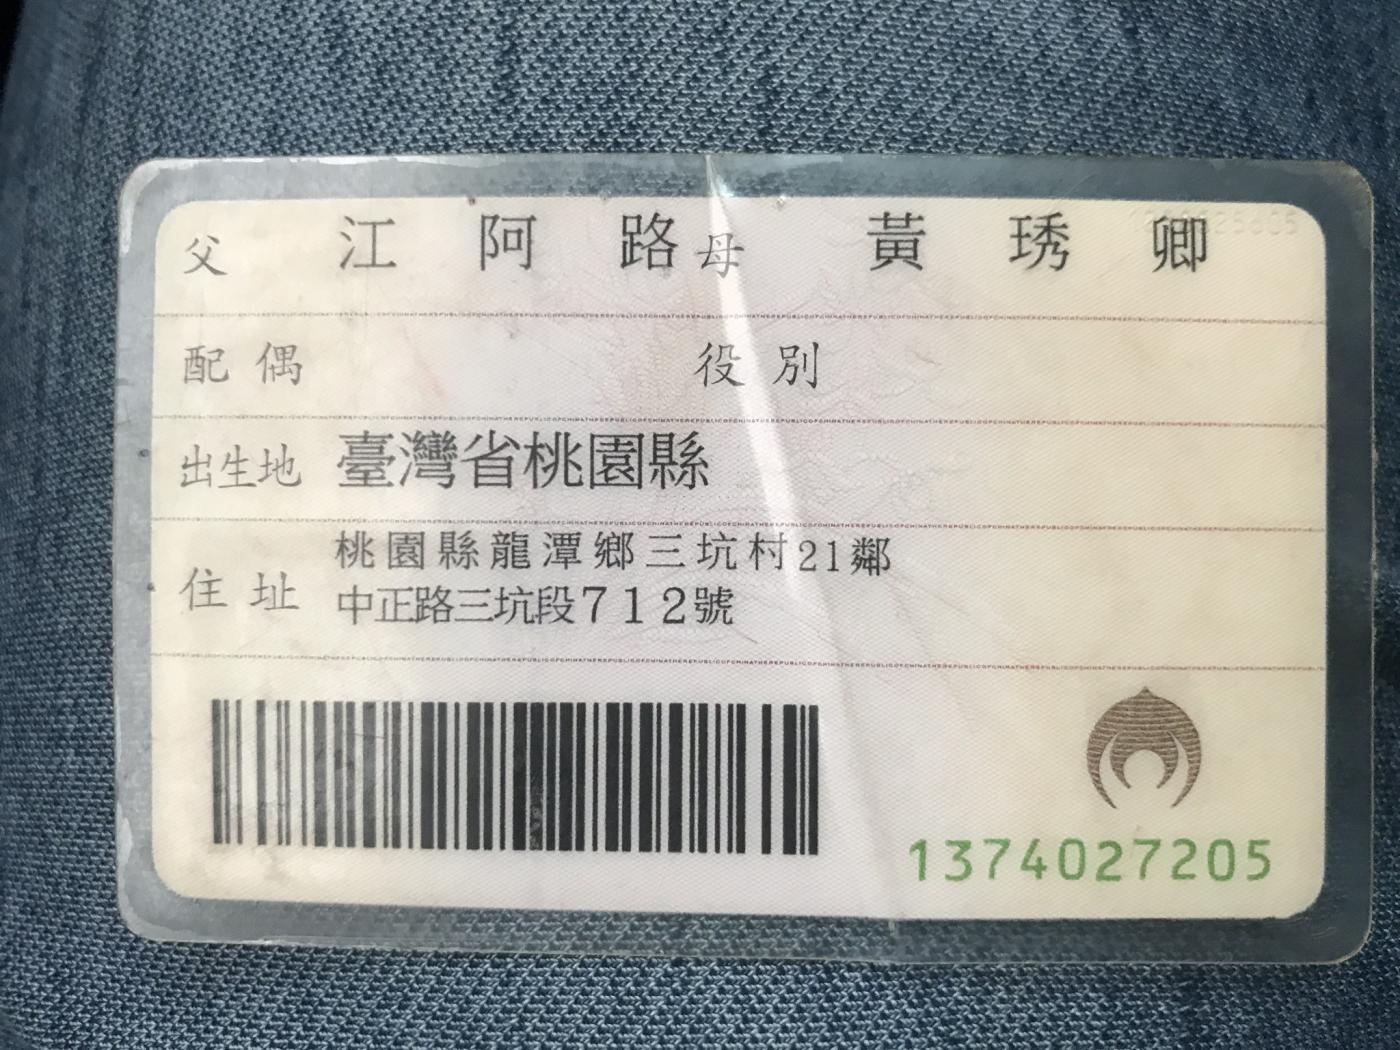 父 江阿路 母 黃琇卿
配偶 役別
出生地 臺灣省桃園縣
住址 桃園縣龍潭鄉三坑村21鄰
中正路三坑段712號
1374027205